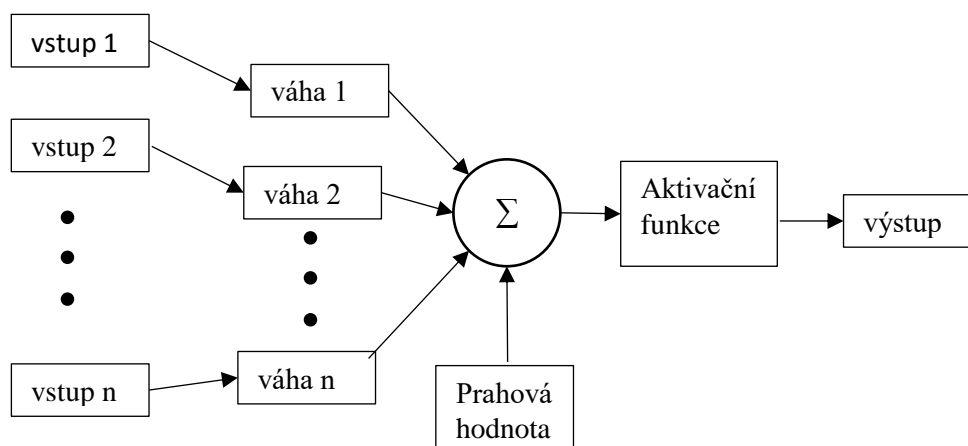 vstup 1
váha 1
vstup 2
váha 2
vstup n
váha n
Σ
Prahová
hodnota
Aktivační
funkce
výstup